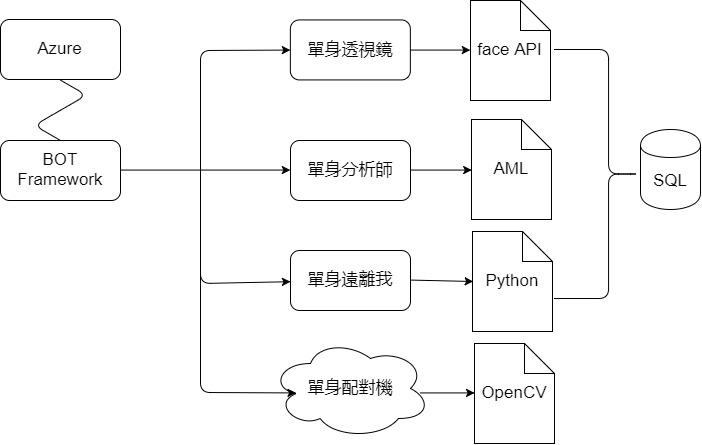 Azure
BOT
Framework
單身透視鏡
face API
單身分析師
AML
SQL
單身遠離我
Python
單身配對機
OpenCV